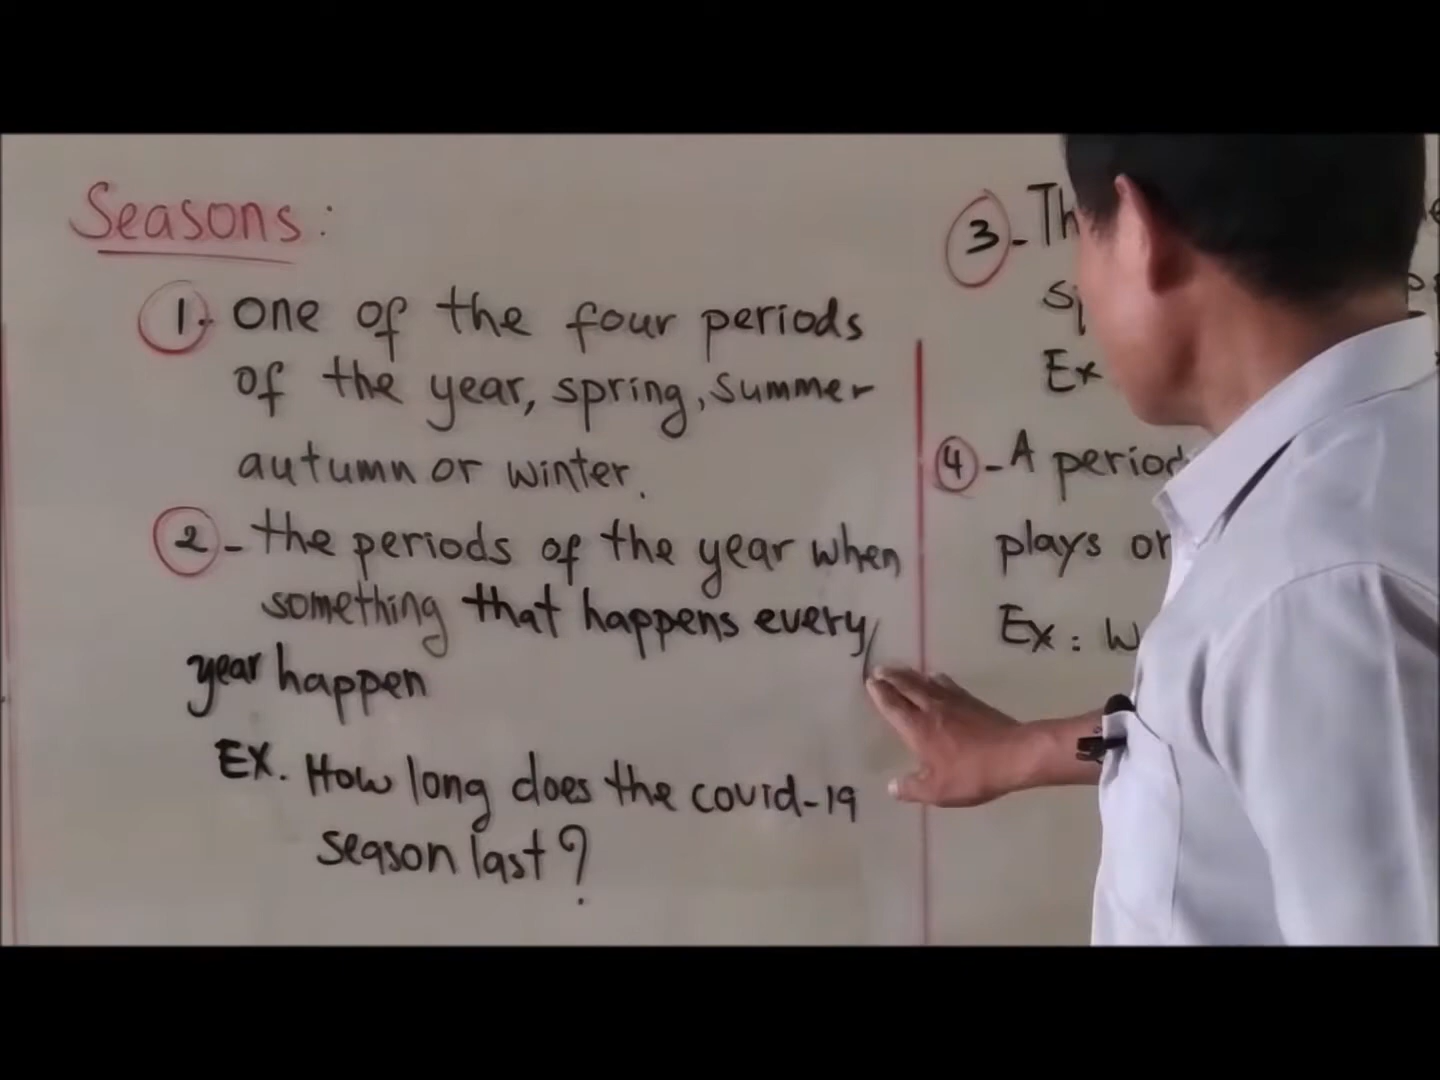 Seasons:
1. one of the four periods
of the year, spring, summer
autumn or winter.
2 - the periods of the year when
something that happens every
year happen
EX. How long does the covid-19
season last?
3 -
Ex
4 - A period
plays or
Ex: